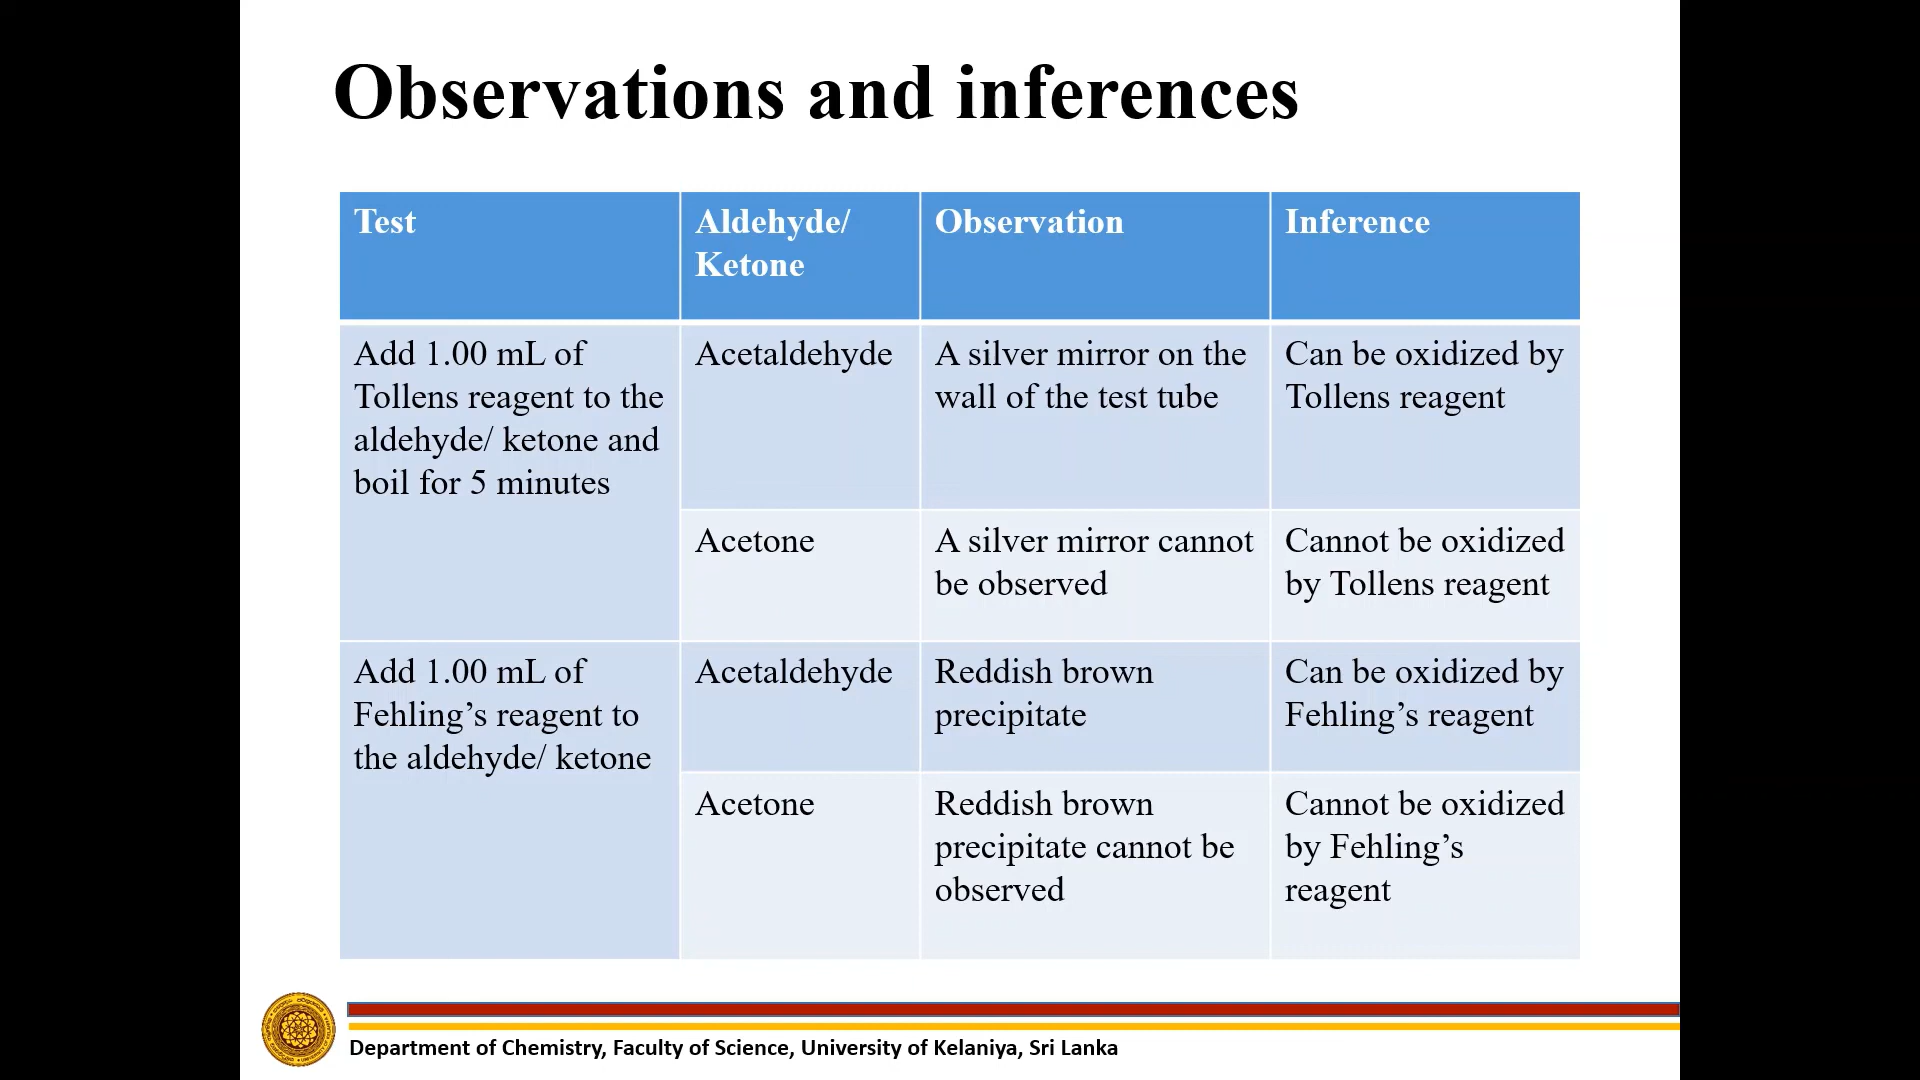 Observations and inferences
Test
Aldehyde/
Ketone
Observation
Inference
Add 1.00 mL of
Tollens reagent to the
aldehyde/ ketone and
boil for 5 minutes
Acetaldehyde
A silver mirror on the
wall of the test tube
Can be oxidized by
Tollens reagent
Acetone
A silver mirror cannot
be observed
Cannot be oxidized
by Tollens reagent
Add 1.00 mL of
Fehling’s reagent to
the aldehyde/ ketone
Acetaldehyde
Reddish brown
precipitate
Can be oxidized by
Fehling’s reagent
Acetone
Reddish brown
precipitate cannot be
observed
Cannot be oxidized
by Fehling’s
reagent
Department of Chemistry, Faculty of Science, University of Kelaniya, Sri Lanka